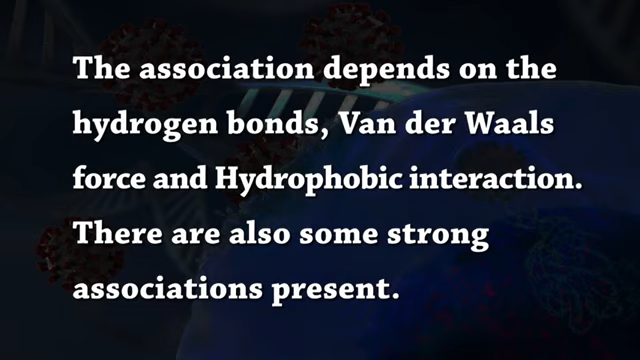 The association depends on the
hydrogen bonds, Van der Waals
force and Hydrophobic interaction.
There are also some strong
associations present.